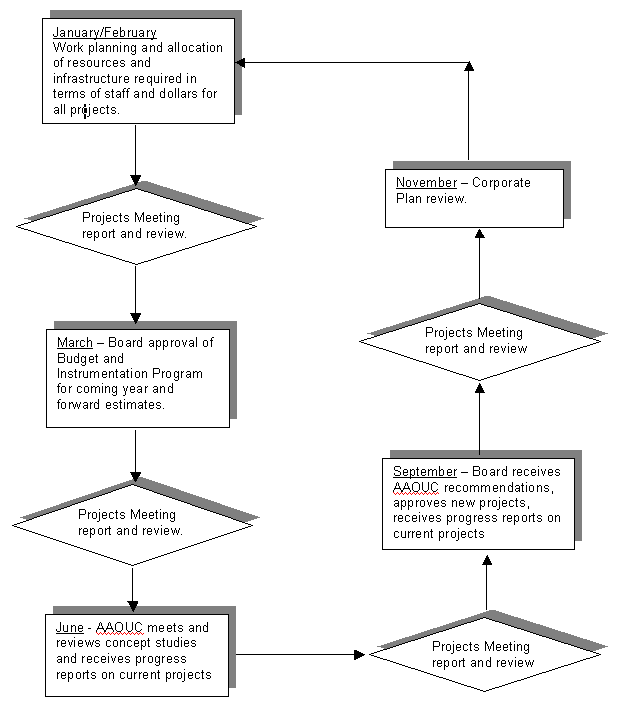 January/February
Work planning and allocation
of resources and
infrastructure required in
terms of staff and dollars for
all projects.
Projects Meeting
report and review.
March – Board approval of
Budget and
Instrumentation Program
for coming year and
forward estimates.
Projects Meeting
report and review.
June - AAOUC meets and
reviews concept studies
and receives progress
reports on current projects
Projects Meeting
report and review
September – Board receives
AAOUC recommendations,
approves new projects,
receives progress reports on
current projects
Projects Meeting
report and review
November – Corporate
Plan review.